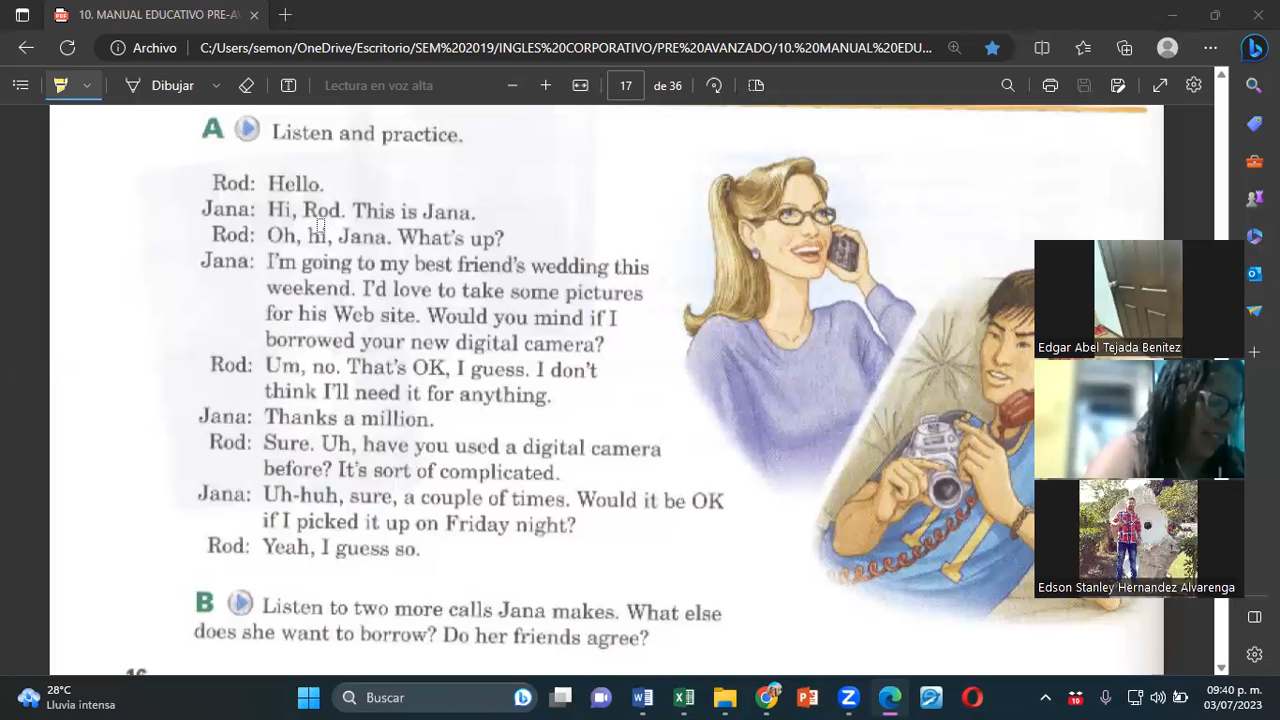 10. MANUAL EDUCATIVO PRE-A
Archivo
C:/Users/semon/OneDrive/Escritorio/SEM%202019/INGLES%20CORPORATIVO/PRE%20AVANZADO/10.%20MANUAL%20EDU...
Dibujar
Lectura en voz alta
17
de 36
A Listen and practice.
Rod: Hello.
Jana: Hi, Rod. This is Jana.
Rod: Oh, hi, Jana. What's up?
Jana: I'm going to my best friend's wedding this
weekend. I'd love to take some pictures
for his Web site. Would you mind if I
borrowed your new digital camera?
Rod: Um, no. That's OK, I guess. I don't
think I'll need it for anything.
Jana: Thanks a million.
Rod: Sure. Uh, have you used a digital camera
before? It's sort of complicated.
Jana: Uh-huh, sure, a couple of times. Would it be OK
if I picked it up on Friday night?
Rod: Yeah, I guess so.
B Listen to two more calls Jana makes. What else
does she want to borrow? Do her friends agree?
Edgar Abel Tejada Benitez
Edson Stanley Hernandez Alvarenga
28°C
Lluvia intensa
Buscar
10
09:40 p. m.
03/07/2023